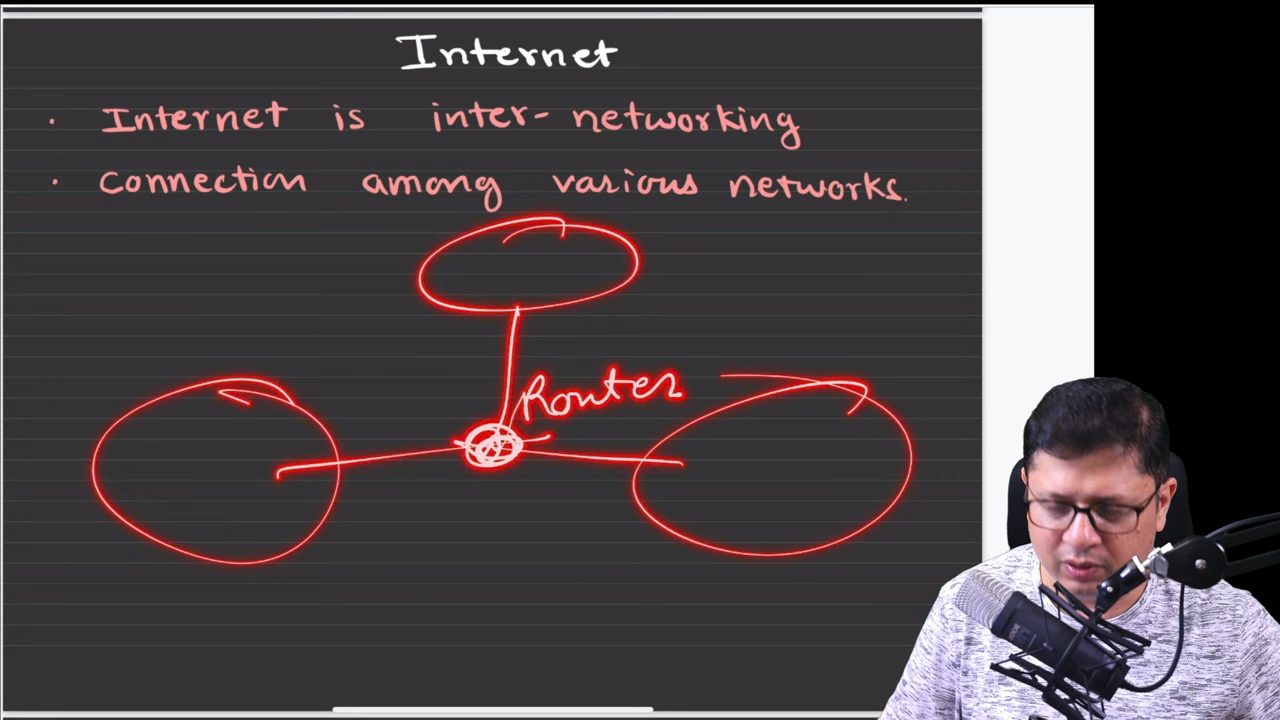 Internet
· Internet is inter-networking
· Connection among various networks.
Router